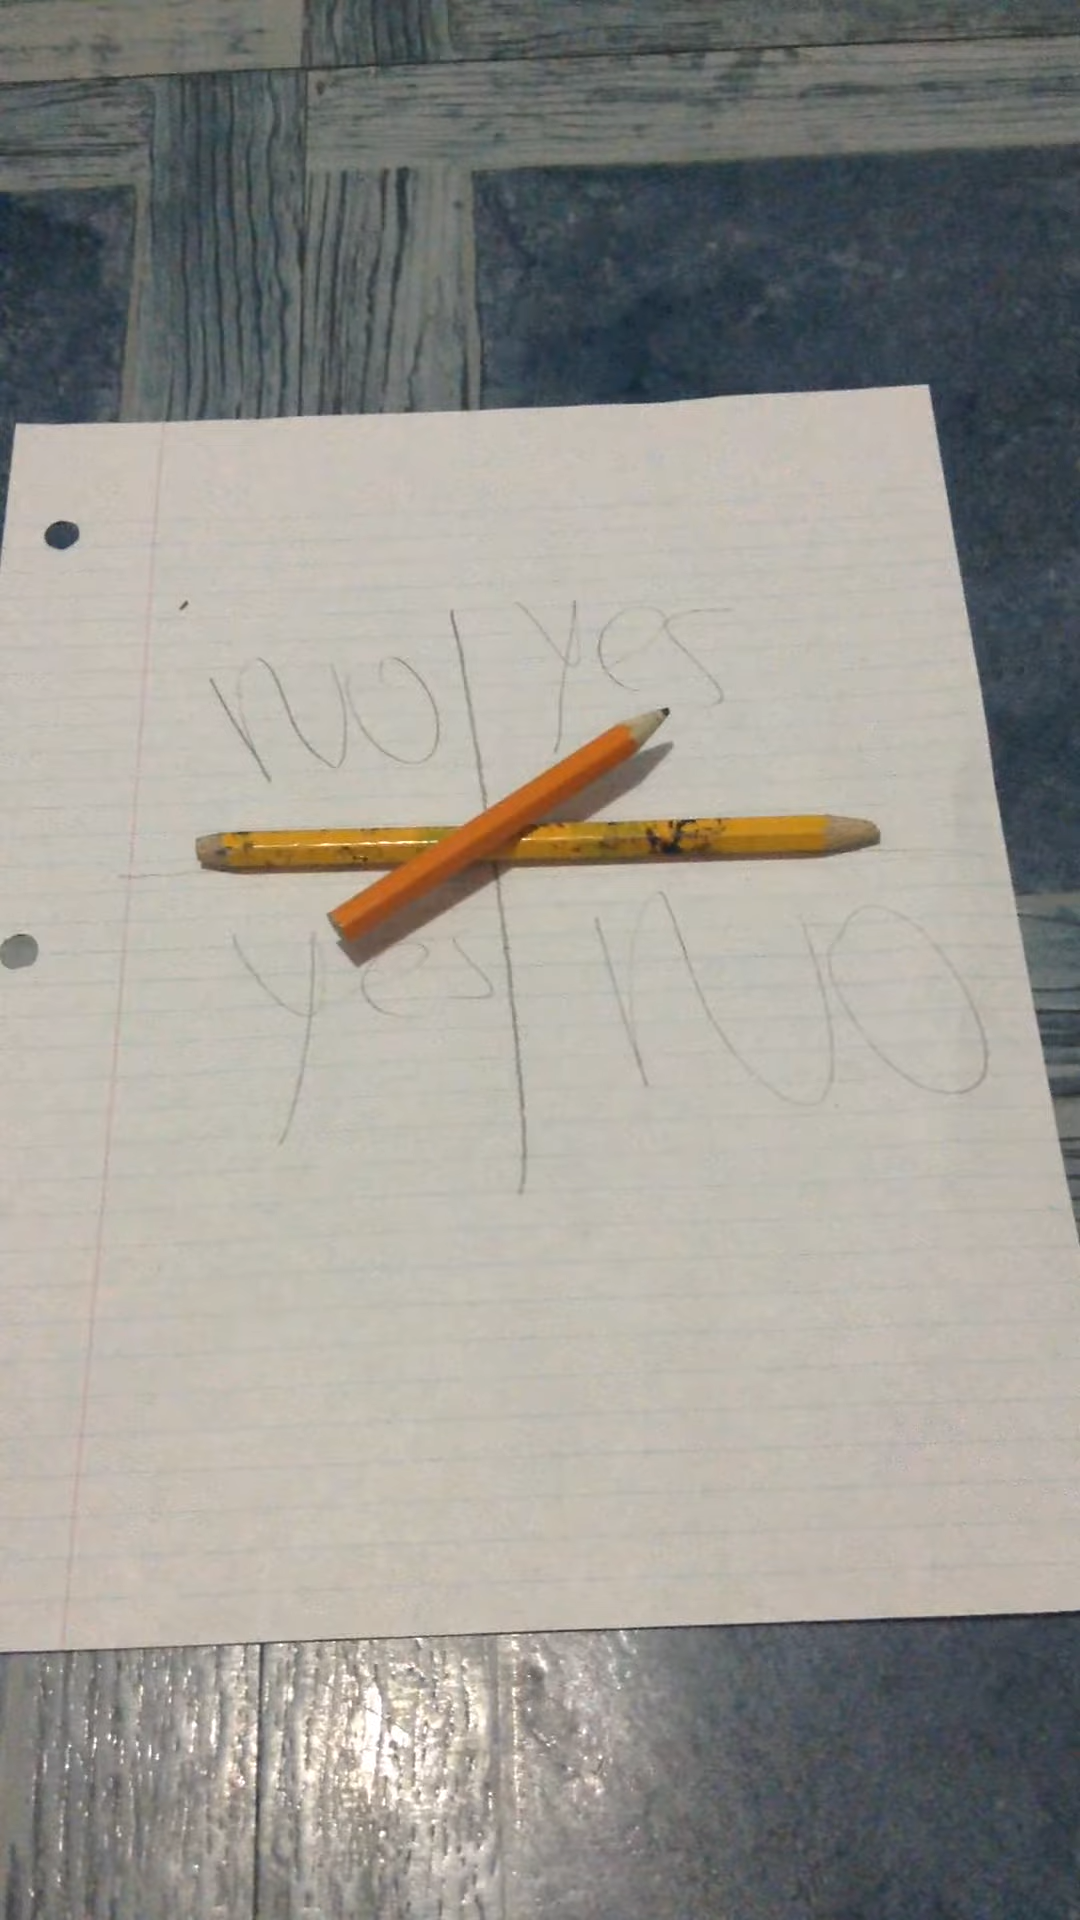 NO yes
yes NO